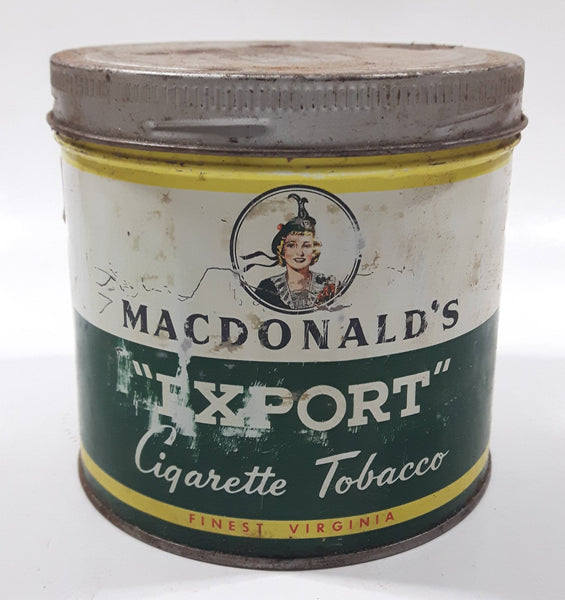 MACDONALD'S
"EXPORT"
Cigarette Tobacco
FINEST VIRGINIA